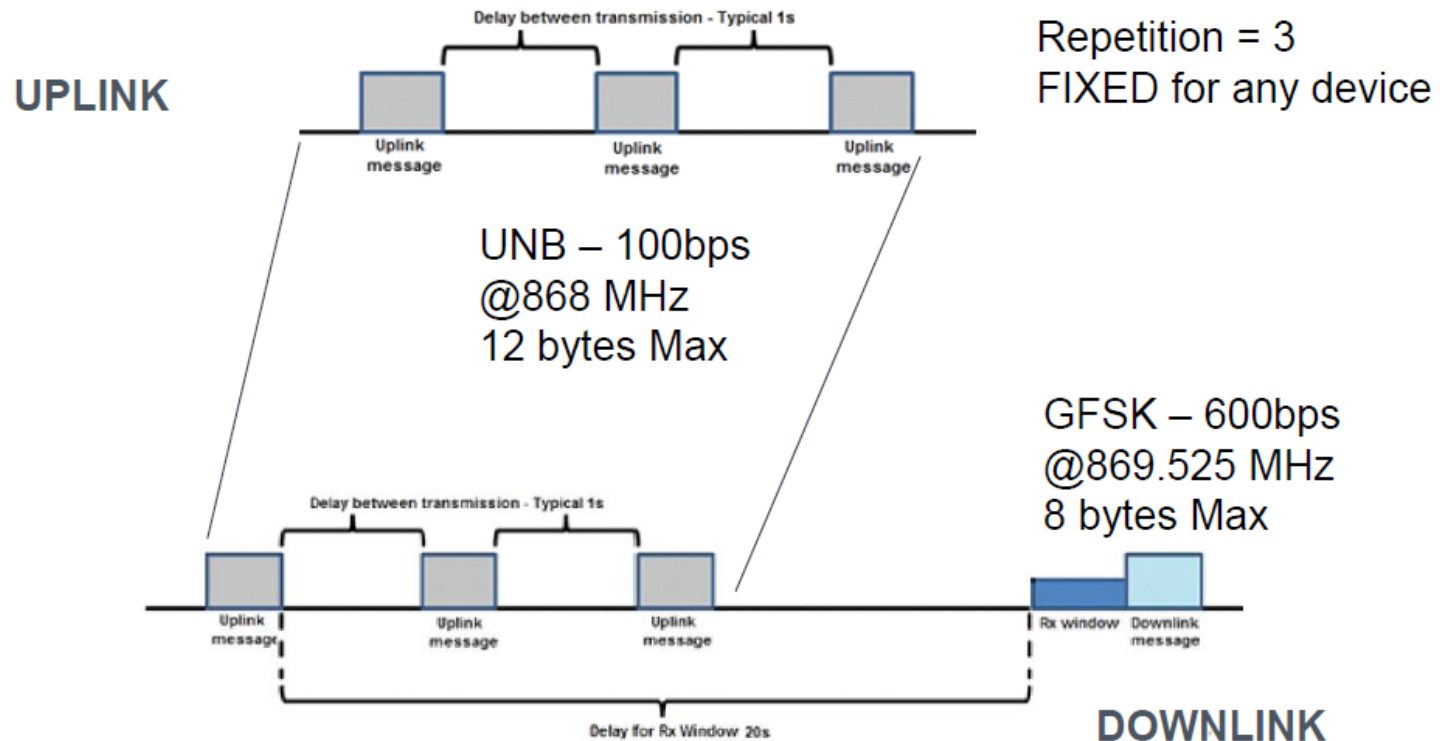 Delay between transmission - Typical 1s
Repetition = 3
FIXED for any device
UPLINK
Uplink
message
Uplink
message
Uplink
message
UNB – 100bps
@868 MHz
12 bytes Max
GFSK – 600bps
@869.525 MHz
8 bytes Max
Delay between transmission - Typical 1s
Uplink
message
Uplink
message
Uplink
message
Rx window
Downlink
message
Delay for Rx Window 20s
DOWNLINK